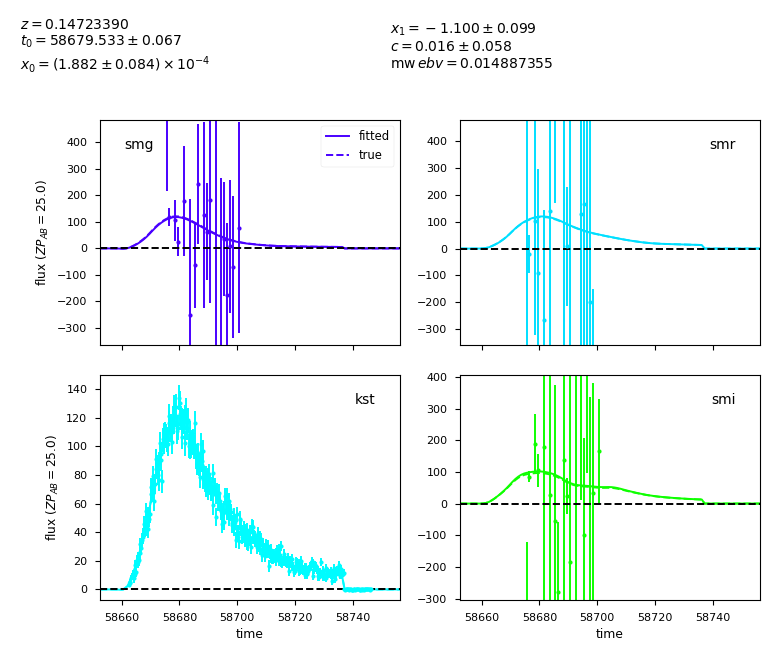 z = 0.14723390
t₀ = 58679.533 ± 0.067
x₀ = (1.882 ± 0.084) × 10⁻⁴
x₁ = −1.100 ± 0.099
c = 0.016 ± 0.058
mw ebv = 0.014887355
smg
fitted
true
400
300
200
100
0
−100
−200
−300
flux (ZP_AB = 25.0)
smr
400
300
200
100
0
−100
−200
−300
kst
140
120
100
80
60
40
20
0
flux (ZP_AB = 25.0)
58660 58680 58700 58720 58740
time
smi
400
300
200
100
0
−100
−200
−300
58660 58680 58700 58720 58740
time